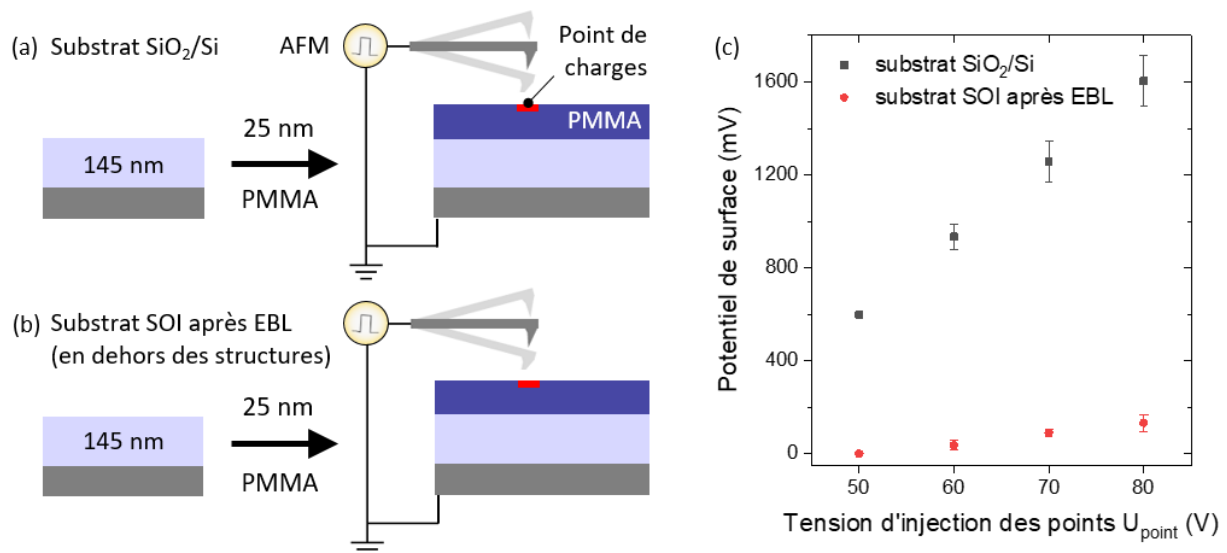 (a) Substrat SiO₂/Si
AFM
Point de
charges
145 nm
25 nm
PMMA
PMMA
(b) Substrat SOI après EBL
(en dehors des structures)
145 nm
25 nm
PMMA
(c)
substrat SiO₂/Si
substrat SOI après EBL
Potentiel de surface (mV)
1600
1200
800
400
0
50 60 70 80
Tension d'injection des points U_point (V)